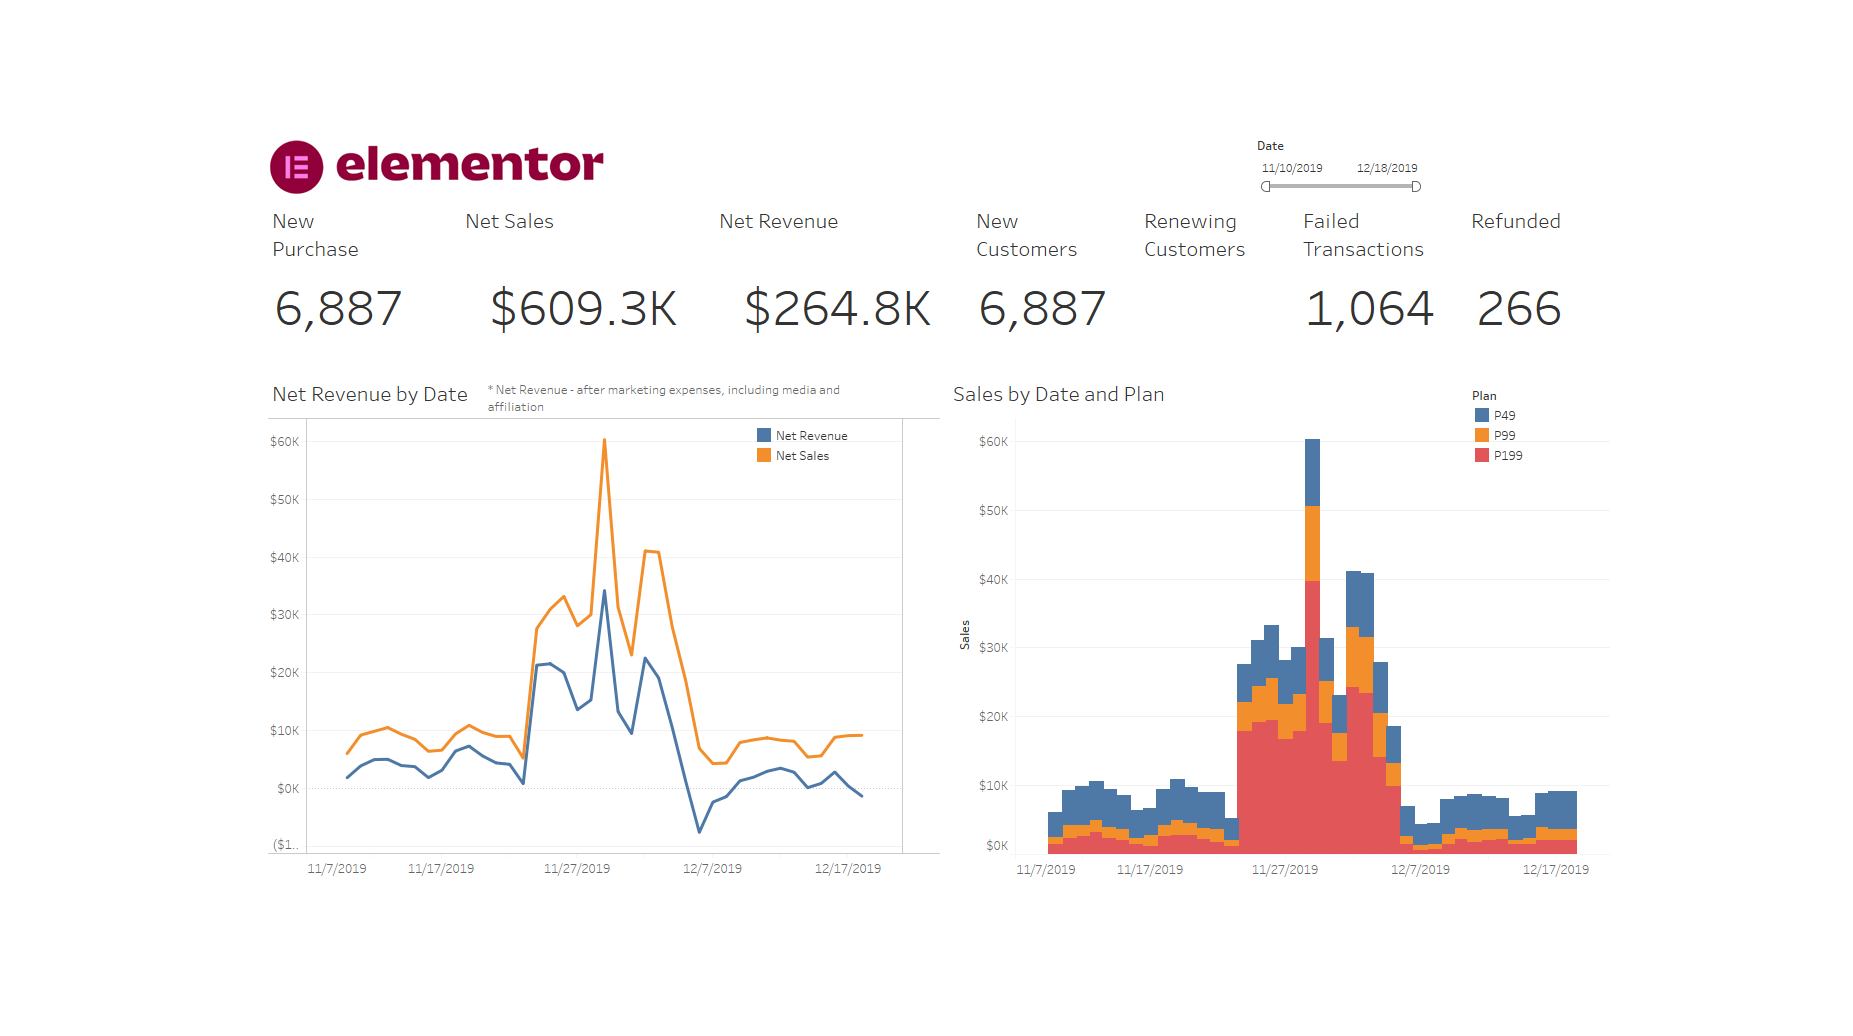 elementor
Date
11/10/2019 12/18/2019
New
Purchase
6,887
Net Sales
$609.3K
Net Revenue
$264.8K
New
Customers
6,887
Renewing
Customers
Failed
Transactions
1,064
Refunded
266
Net Revenue by Date
* Net Revenue - after marketing expenses, including media and
affiliation
Net Revenue
Net Sales
$60K
$50K
$40K
$30K
$20K
$10K
$0K
($1..
11/7/2019 11/17/2019 11/27/2019 12/7/2019 12/17/2019
Sales by Date and Plan
Plan
P49
P99
P199
Sales
$60K
$50K
$40K
$30K
$20K
$10K
$0K
11/7/2019 11/17/2019 11/27/2019 12/7/2019 12/17/2019